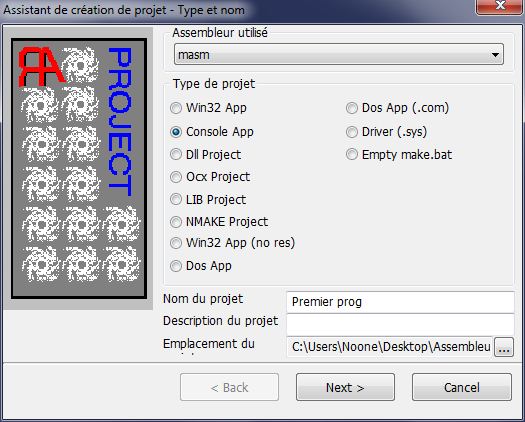 Assistant de création de projet - Type et nom
RA
PROJECT
Assembleur utilisé
masm
Type de projet
Win32 App
Console App
Dll Project
Ocx Project
LIB Project
NMAKE Project
Win32 App (no res)
Dos App
Dos App (.com)
Driver (.sys)
Empty make.bat
Nom du projet
Premier prog
Description du projet
Emplacement du
C:\Users\Noone\Desktop\Assembleu
...
< Back
Next >
Cancel